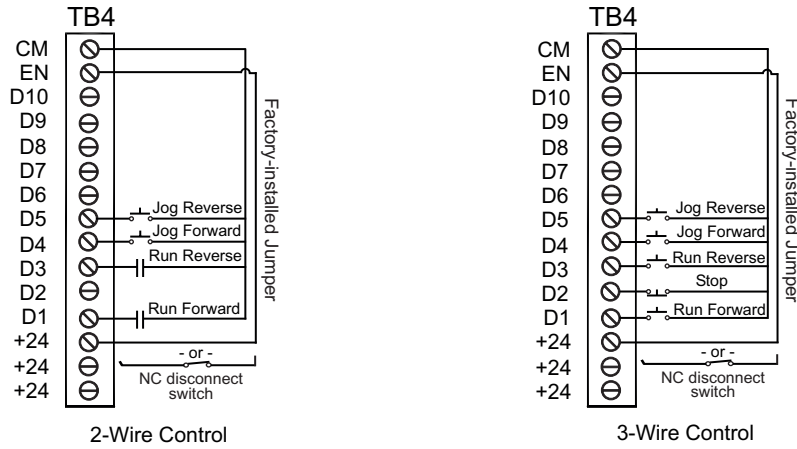 TB4
CM
EN
D10
D9
D8
D7
D6
D5
D4
D3
D2
D1
+24
+24
+24
Jog Reverse
Jog Forward
Run Reverse
Run Forward
Factory-installed Jumper
- or -
NC disconnect
switch
2-Wire Control
TB4
CM
EN
D10
D9
D8
D7
D6
D5
D4
D3
D2
D1
+24
+24
+24
Jog Reverse
Jog Forward
Run Reverse
Stop
Run Forward
Factory-installed Jumper
- or -
NC disconnect
switch
3-Wire Control